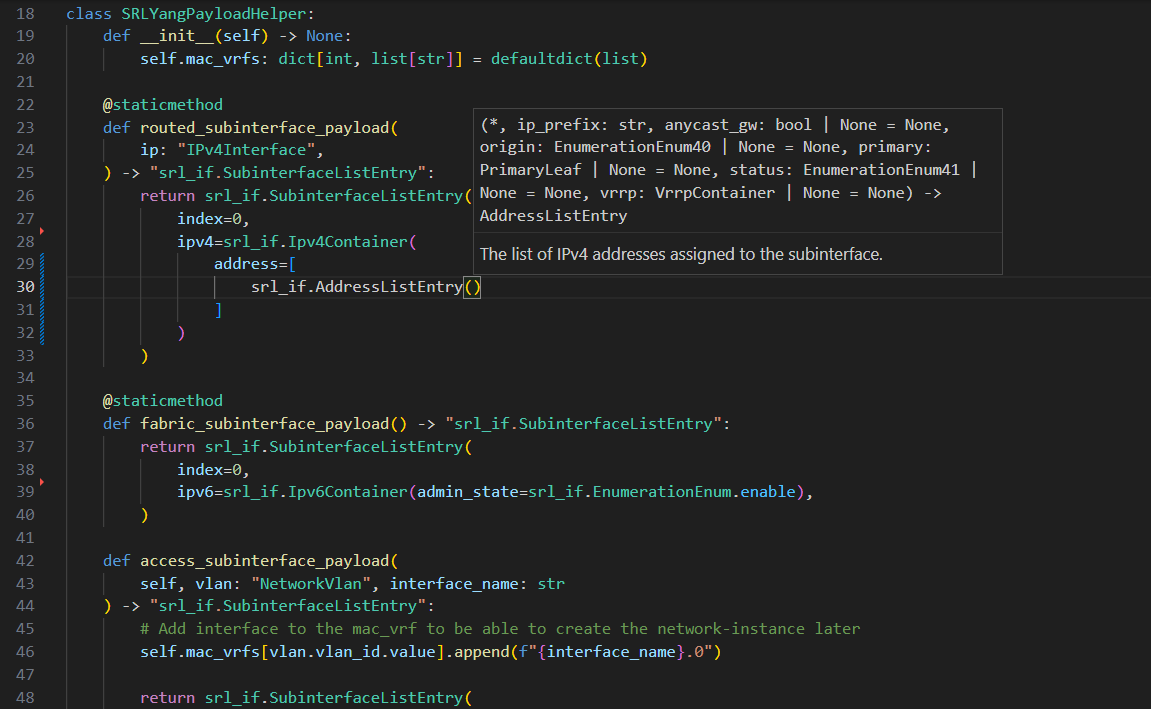 18 class SRLYangPayloadHelper:
19 def __init__(self) -> None:
20 self.mac_vrfs: dict[int, list[str]] = defaultdict(list)
21
22 @staticmethod
23 def routed_subinterface_payload(
24 ip: "IPv4Interface",
25 ) -> "srl_if.SubinterfaceListEntry":
26 return srl_if.SubinterfaceListEntry(
27 index=0,
28 ipv4=srl_if.Ipv4Container(
29 address=[
30 srl_if.AddressListEntry()
31 ]
32 )
33 )
34
35 @staticmethod
36 def fabric_subinterface_payload() -> "srl_if.SubinterfaceListEntry":
37 return srl_if.SubinterfaceListEntry(
38 index=0,
39 ipv6=srl_if.Ipv6Container(admin_state=srl_if.EnumerationEnum.enable),
40 )
41
42 def access_subinterface_payload(
43 self, vlan: "NetworkVlan", interface_name: str
44 ) -> "srl_if.SubinterfaceListEntry":
45 # Add interface to the mac_vrf to be able to create the network-instance later
46 self.mac_vrfs[vlan.vlan_id.value].append(f"{interface_name}.0")
47
48 return srl_if.SubinterfaceListEntry(
(*, ip_prefix: str, anycast_gw: bool | None = None,
origin: EnumerationEnum40 | None = None, primary:
PrimaryLeaf | None = None, status: EnumerationEnum41 |
None = None, vrrp: VrrpContainer | None = None) ->
AddressListEntry
The list of IPv4 addresses assigned to the subinterface.